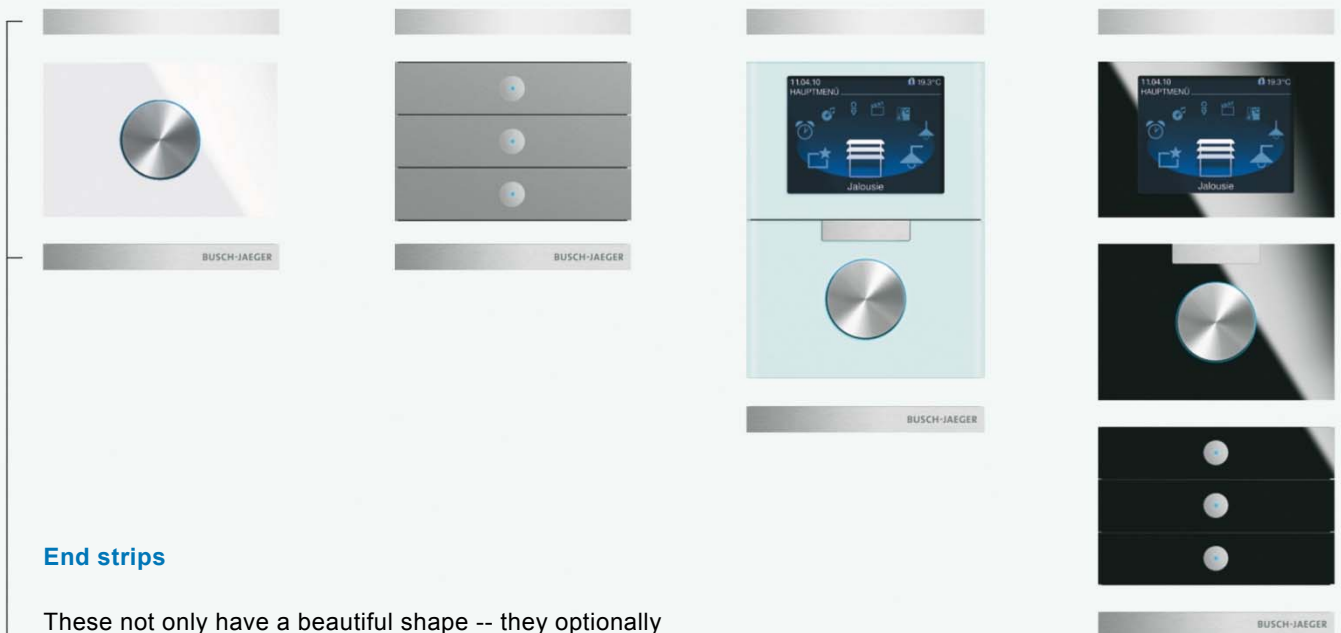 11.04.10 19.3°C
HAUPTMENÜ
Jalousie
11.04.10 19.3°C
HAUPTMENÜ
Jalousie
BUSCH-JAEGER
BUSCH-JAEGER
BUSCH-JAEGER
End strips
These not only have a beautiful shape -- they optionally
BUSCH-JAEGER